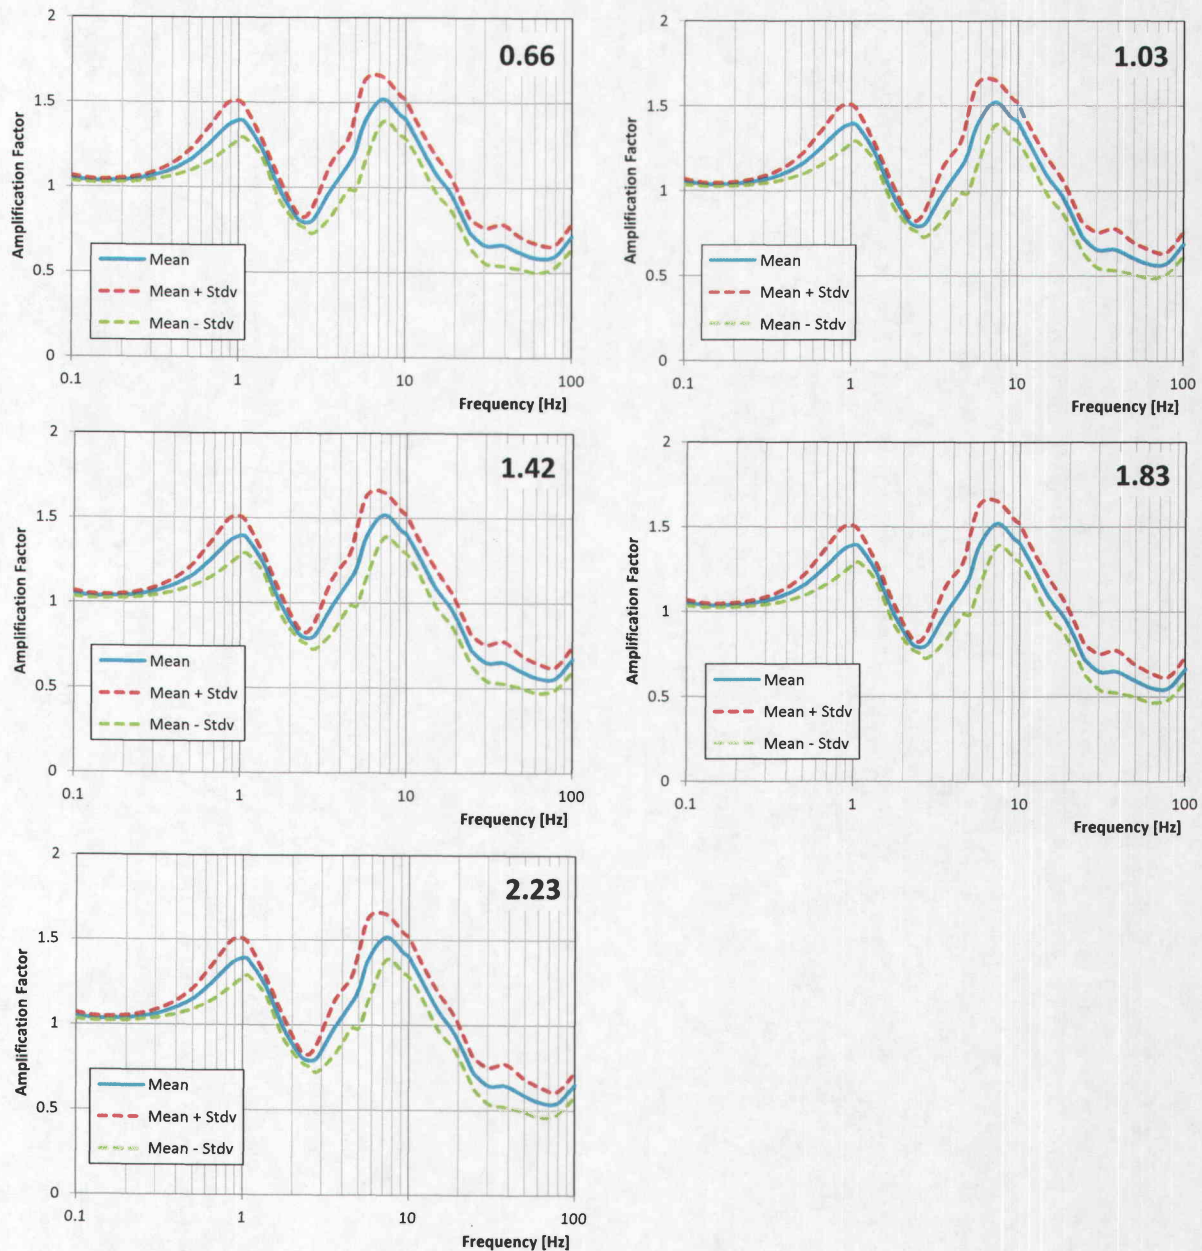 2
0.66
1.5
1
0.5
0
Amplification Factor
Mean
Mean + Stdv
Mean - Stdv
0.1 1 10 100
Frequency [Hz]
2
1.03
1.5
1
0.5
0
Amplification Factor
Mean
Mean + Stdv
Mean - Stdv
0.1 1 10 100
Frequency [Hz]
2
1.42
1.5
1
0.5
0
Amplification Factor
Mean
Mean + Stdv
Mean - Stdv
0.1 1 10 100
Frequency [Hz]
2
1.83
1.5
1
0.5
0
Amplification Factor
Mean
Mean + Stdv
Mean - Stdv
0.1 1 10 100
Frequency [Hz]
2
2.23
1.5
1
0.5
0
Amplification Factor
Mean
Mean + Stdv
Mean - Stdv
0.1 1 10 100
Frequency [Hz]